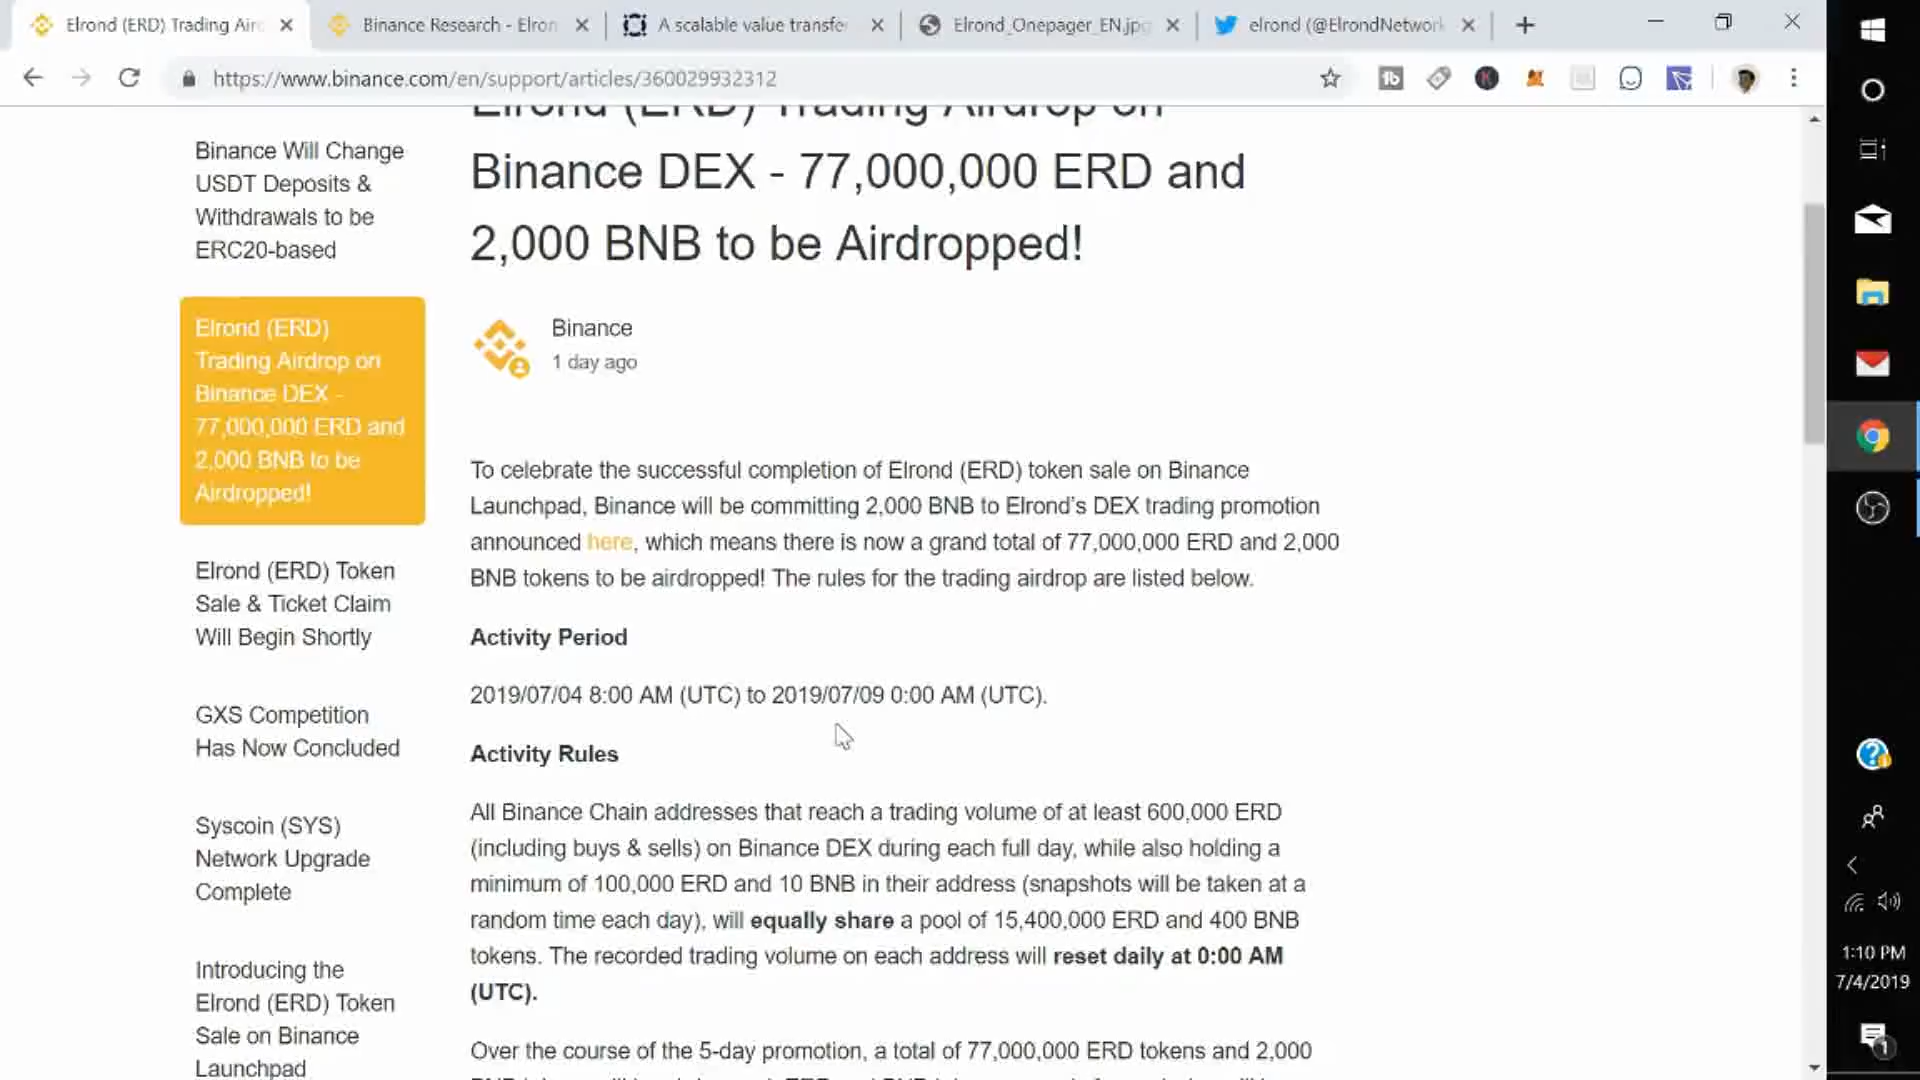 Elrond (ERD) Trading Airc
Binance Research - Elron
A scalable value transfe
Elrond_Onepager_EN.jpg
elrond (@ElrondNetwork
https://www.binance.com/en/support/articles/360029932312
Binance Will Change
USDT Deposits &
Withdrawals to be
ERC20-based
Elrond (ERD)
Trading Airdrop on
Binance DEX -
77,000,000 ERD and
2,000 BNB to be
Airdropped!
Elrond (ERD) Token
Sale & Ticket Claim
Will Begin Shortly
GXS Competition
Has Now Concluded
Syscoin (SYS)
Network Upgrade
Complete
Introducing the
Elrond (ERD) Token
Sale on Binance
Launchpad
Elrond (ERD) Trading Airdrop on
Binance DEX - 77,000,000 ERD and
2,000 BNB to be Airdropped!
Binance
1 day ago
To celebrate the successful completion of Elrond (ERD) token sale on Binance
Launchpad, Binance will be committing 2,000 BNB to Elrond’s DEX trading promotion
announced here, which means there is now a grand total of 77,000,000 ERD and 2,000
BNB tokens to be airdropped! The rules for the trading airdrop are listed below.
Activity Period
2019/07/04 8:00 AM (UTC) to 2019/07/09 0:00 AM (UTC).
Activity Rules
All Binance Chain addresses that reach a trading volume of at least 600,000 ERD
(including buys & sells) on Binance DEX during each full day, while also holding a
minimum of 100,000 ERD and 10 BNB in their address (snapshots will be taken at a
random time each day), will equally share a pool of 15,400,000 ERD and 400 BNB
tokens. The recorded trading volume on each address will reset daily at 0:00 AM
(UTC).
Over the course of the 5-day promotion, a total of 77,000,000 ERD tokens and 2,000
1:10 PM
7/4/2019
1